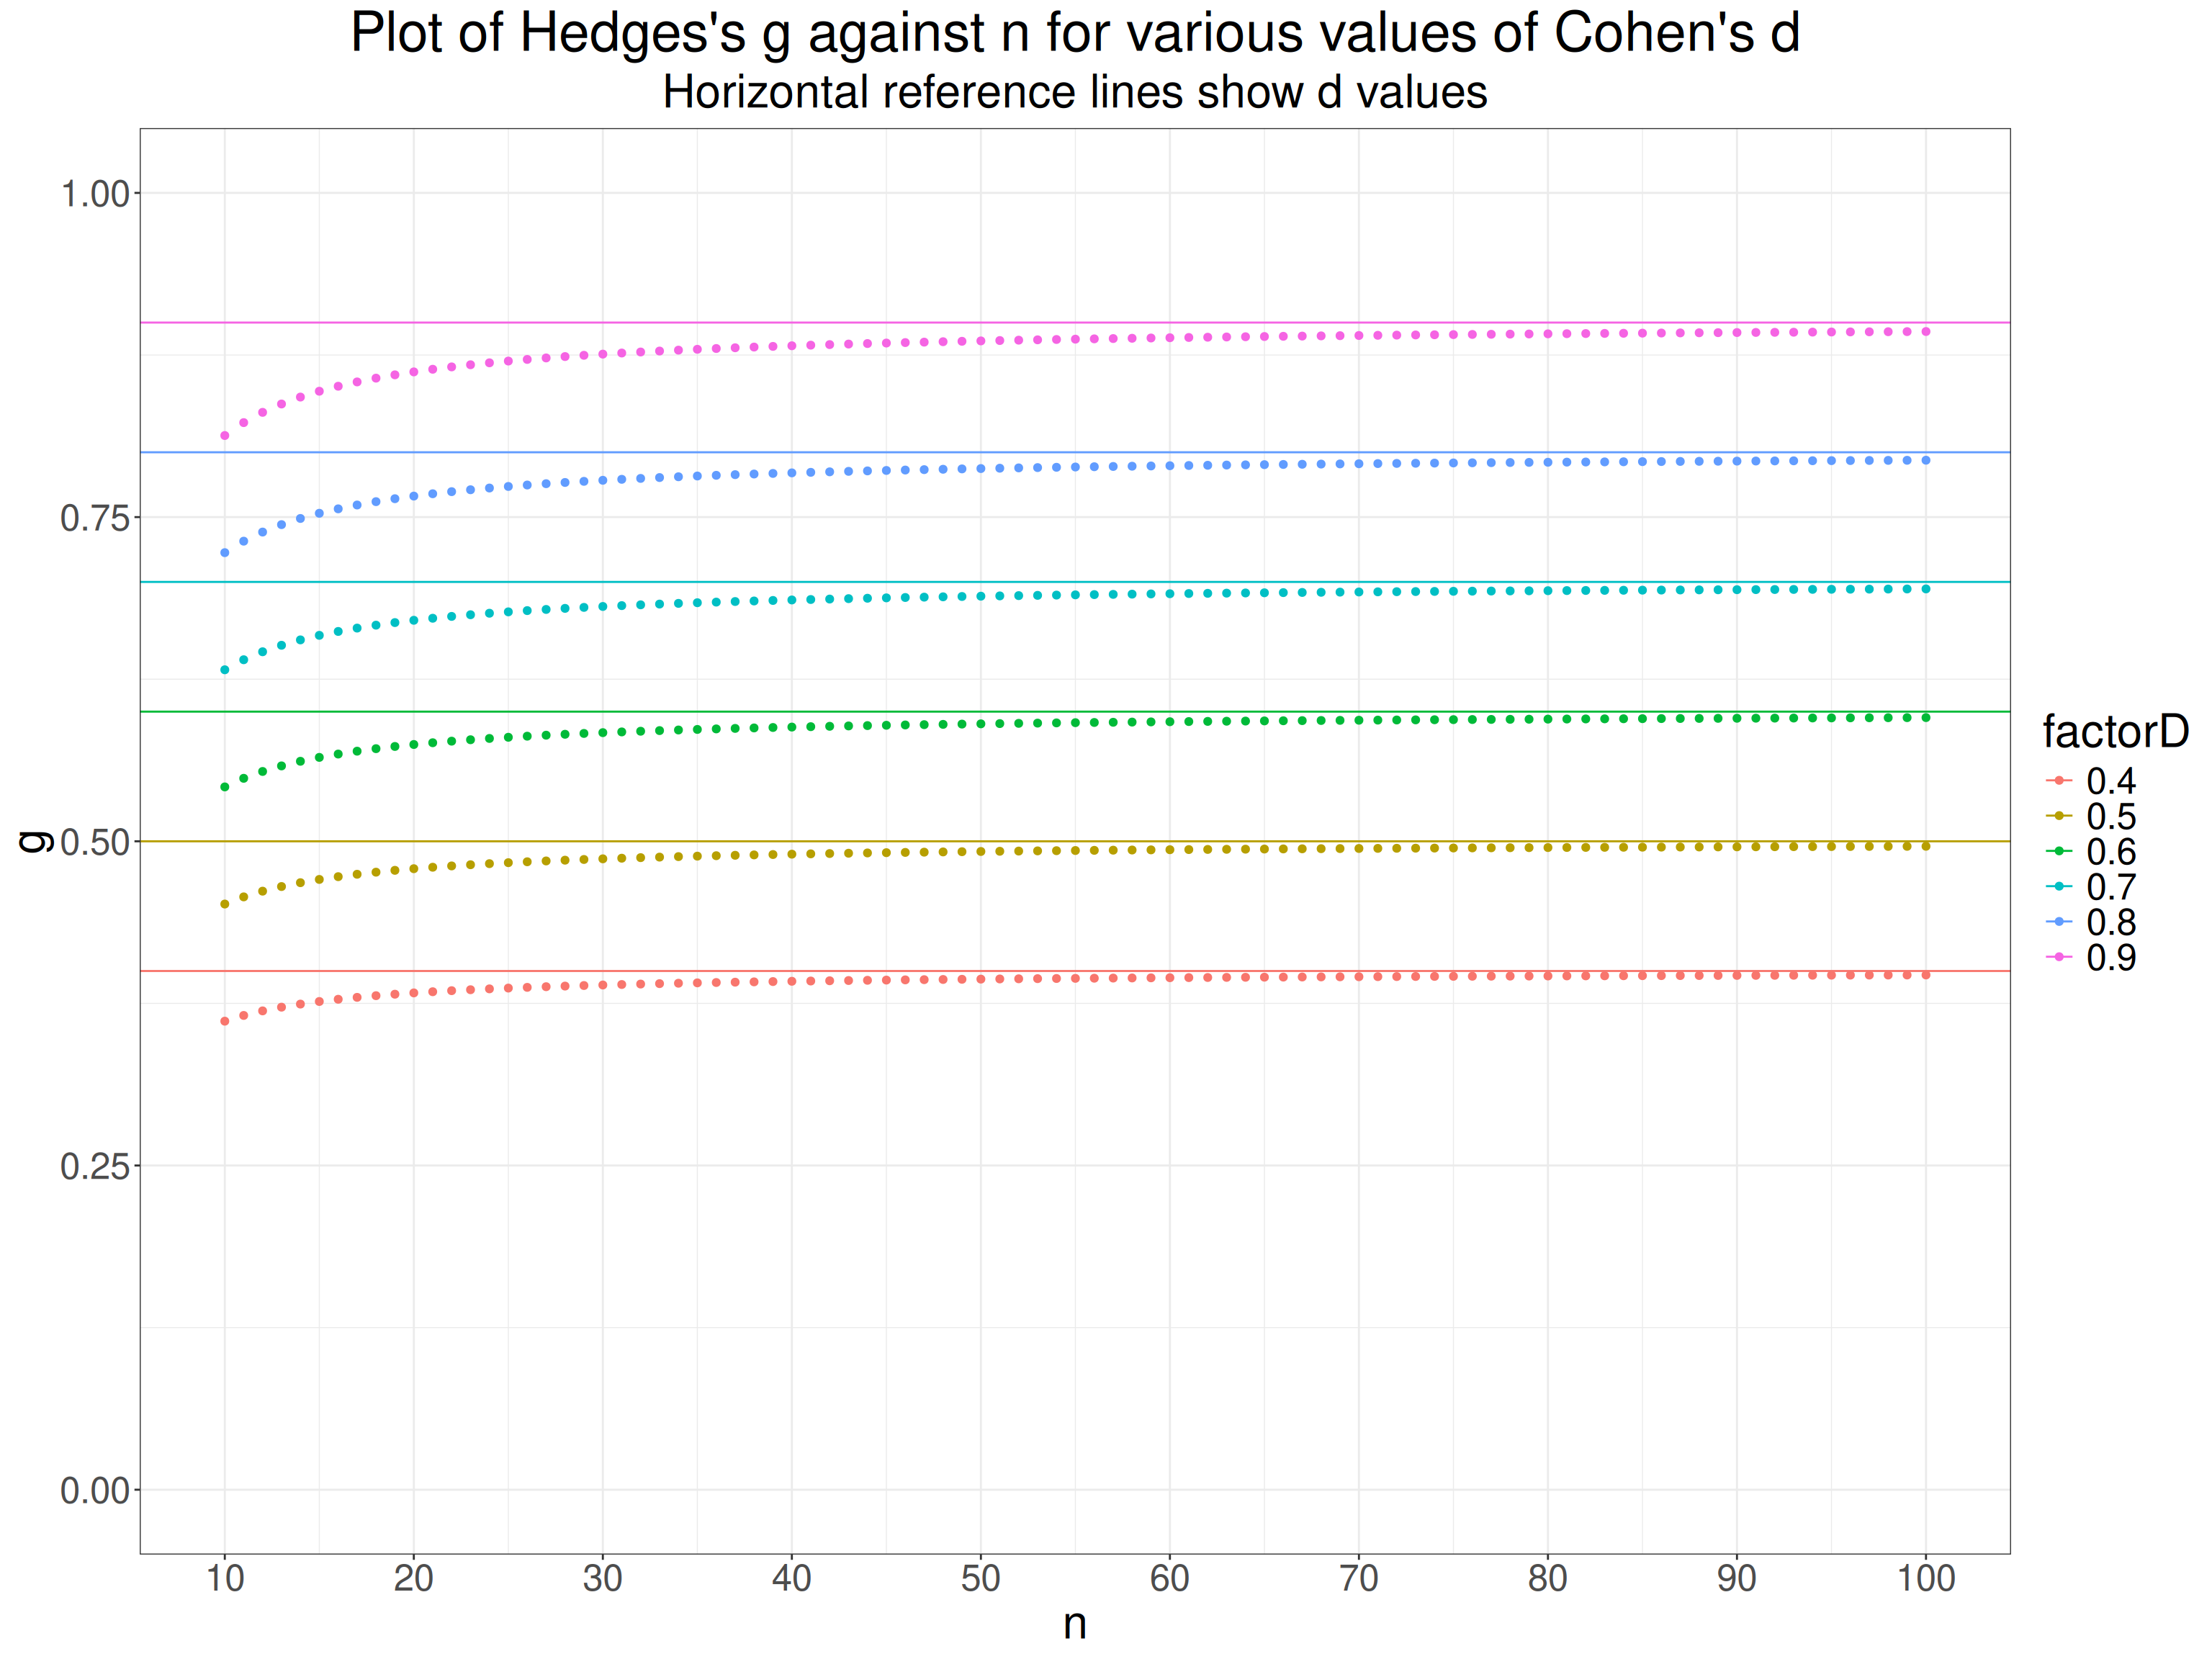 Plot of Hedges's g against n for various values of Cohen's d
Horizontal reference lines show d values
1.00
0.75
0.50
0.25
0.00
g
10 20 30 40 50 60 70 80 90 100
n
factorD
0.4
0.5
0.6
0.7
0.8
0.9